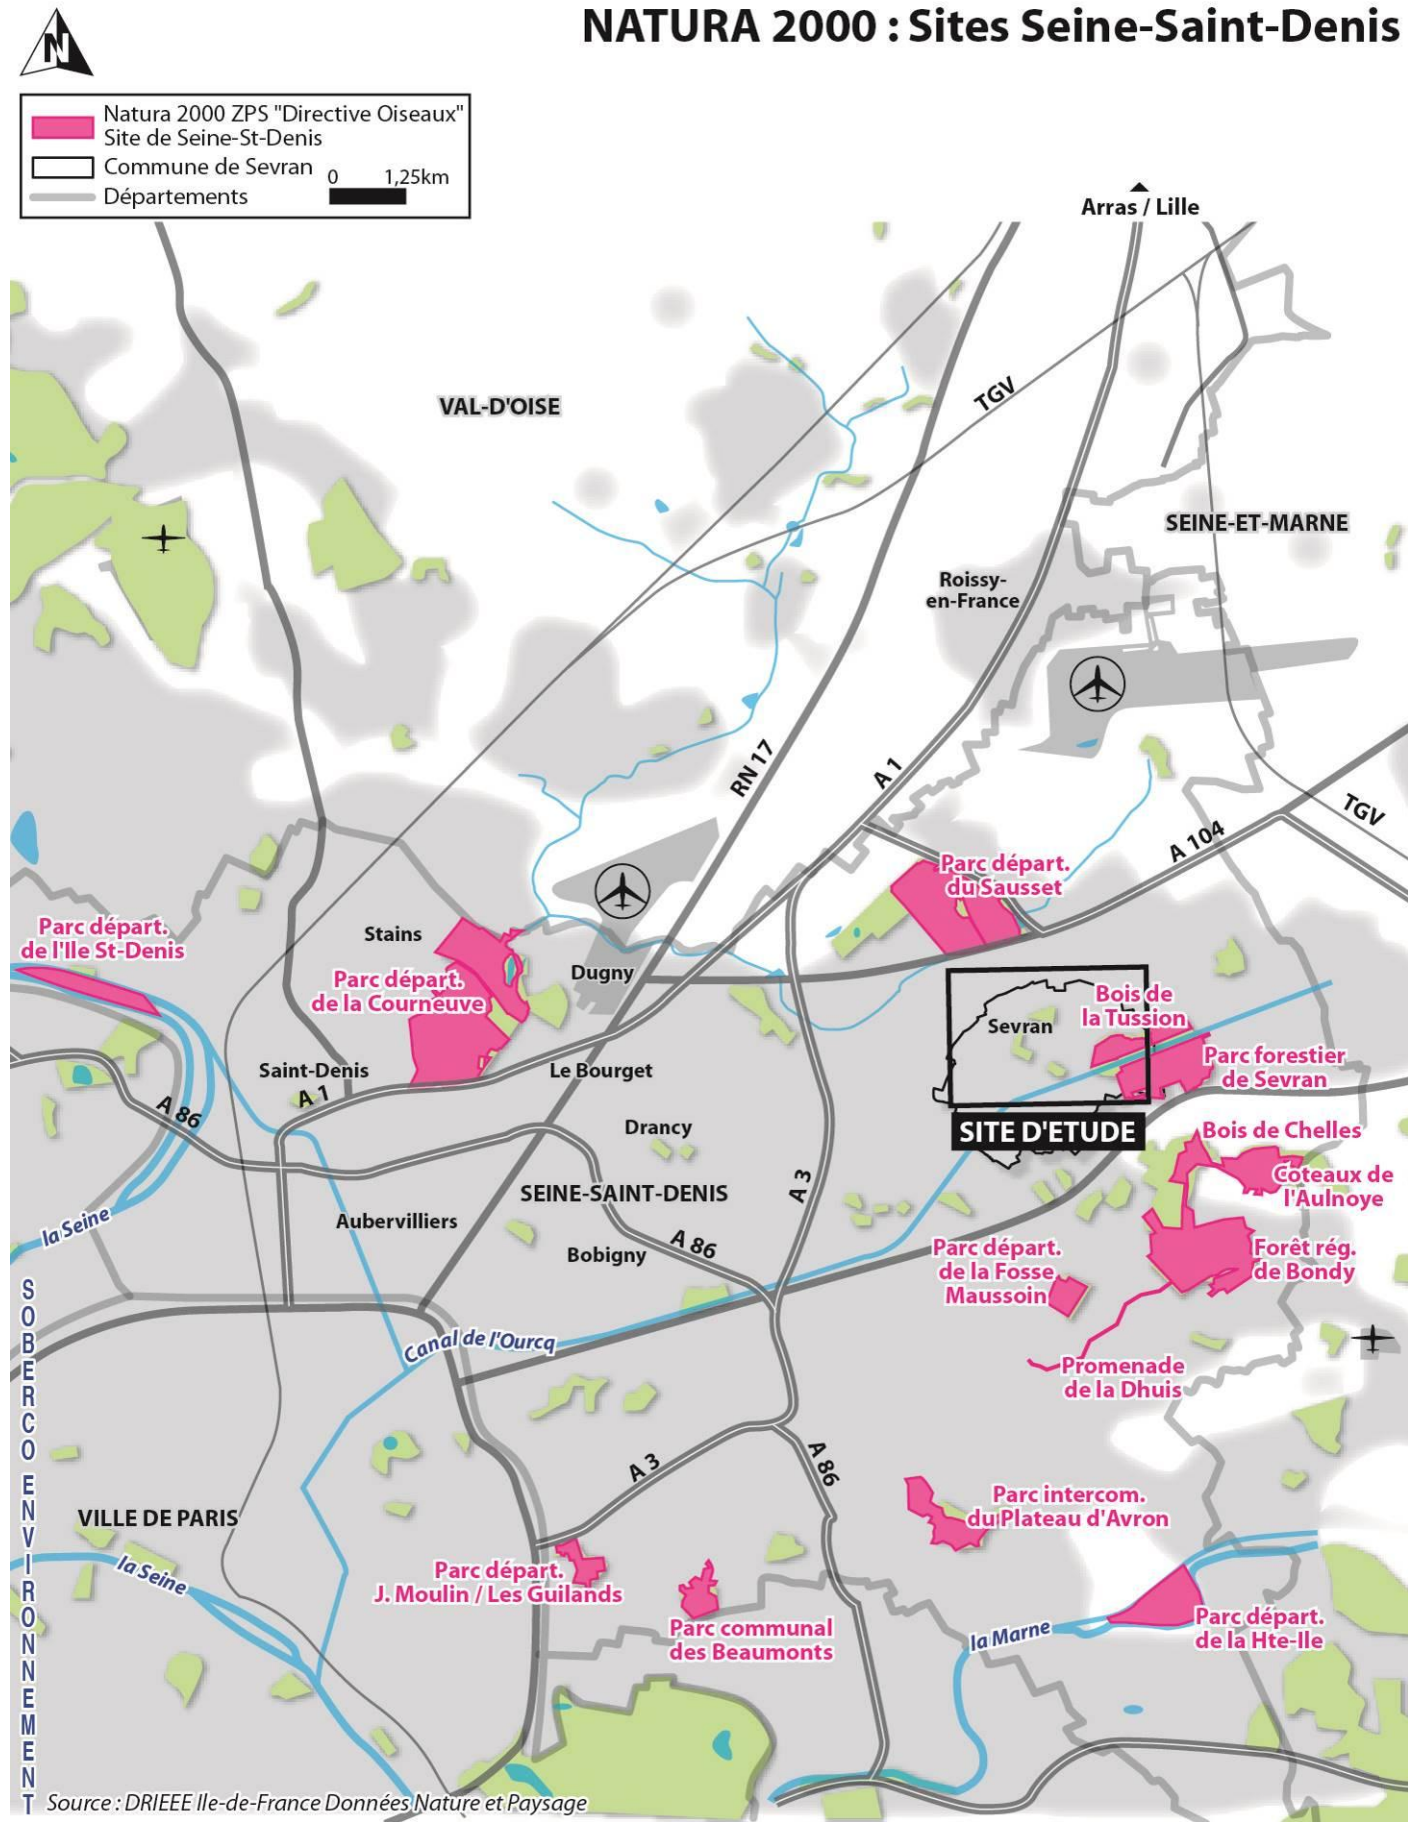 NATURA 2000 : Sites Seine-Saint-Denis
N
Natura 2000 ZPS "Directive Oiseaux"
Site de Seine-St-Denis
Commune de Sevran
0 1,25km
Départements
Arras / Lille
VAL-D'OISE
TGV
SEINE-ET-MARNE
Roissy-
en-France
RN 17
A 1
TGV
A 104
Parc départ.
du Sausset
Parc départ.
de l'Ile St-Denis
Stains
Parc départ.
de la Courneuve
Dugny
Bois de
la Tussion
Sevran
Parc forestier
de Sevran
Saint-Denis
A 1
Le Bourget
A 86
Drancy
SITE D'ETUDE
Bois de Chelles
Coteaux de
l'Aulnoye
SEINE-SAINT-DENIS
A 3
la Seine
Aubervilliers
Bobigny
A 86
Parc départ.
de la Fosse
Maussoin
Forêt rég.
de Bondy
Canal de l'Ourcq
Promenade
de la Dhuis
A 3
A 86
VILLE DE PARIS
Parc intercom.
du Plateau d'Avron
la Seine
Parc départ.
J. Moulin / Les Guilands
Parc communal
des Beaumonts
la Marne
Parc départ.
de la Hte-Ile
SOBERCO ENVIRONNEMENT
Source : DRIEEE Ile-de-France Données Nature et Paysage